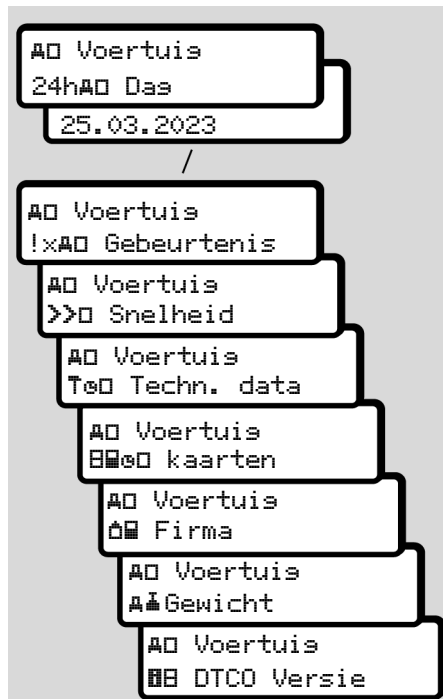 Voertuig
24h Dag
25.03.2023
/
Voertuig
!x Gebeurtenis
Voertuig
>> Snelheid
Voertuig
Techn. data
Voertuig
kaarten
Voertuig
Firma
Voertuig
Gewicht
Voertuig
DTCO Versie